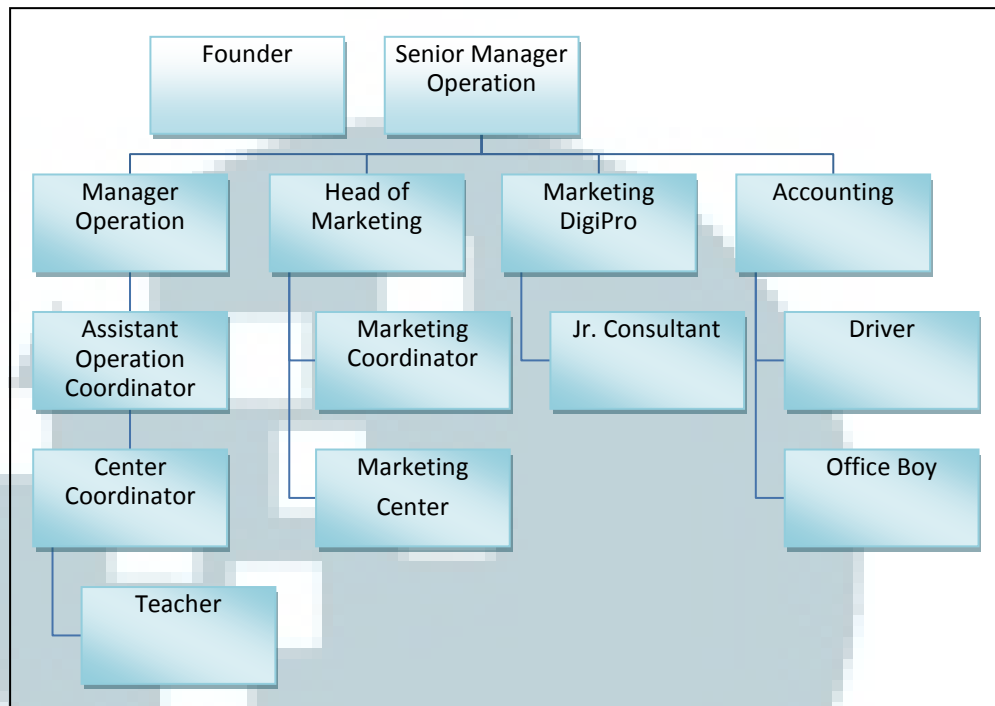 Founder
Senior Manager
Operation
Manager
Operation
Head of
Marketing
Marketing
DigiPro
Accounting
Assistant
Operation
Coordinator
Marketing
Coordinator
Jr. Consultant
Driver
Center
Coordinator
Marketing
Center
Office Boy
Teacher